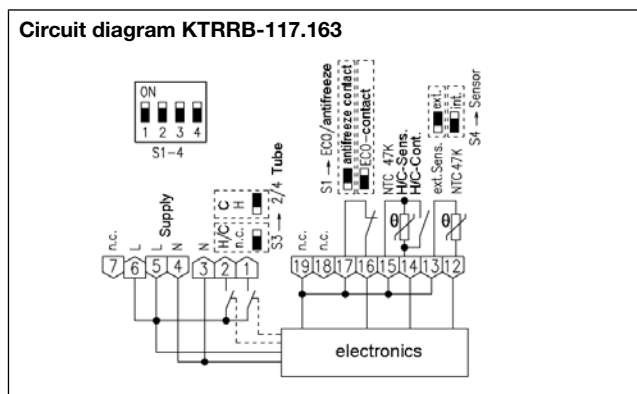 Circuit diagram KTRRB-117.163
ON
1 2 3 4
S1-4
S1 → ECO/antifreeze
antifreeze contact
ECO-contact
NTC 47K
H/C-Sens.
H/C-Cont.
ext.Sens.
NTC 47K
ext.
int.
S4 → Sensor
n.c.
L
L
Supply
N
N
H/C
C
n.c.
H
S3 → 2/4 Tube
n.c.
n.c.
θ
θ
7 6 5 4 3 2 1
19 18 17 16 15 14 13 12
electronics